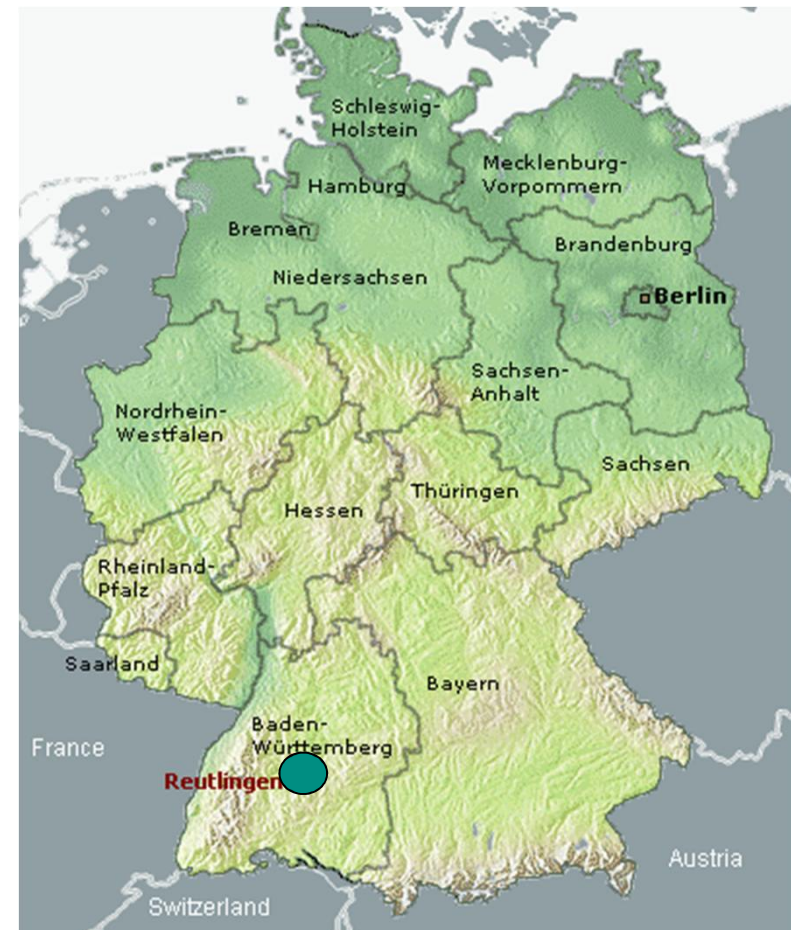 Schleswig-
Holstein
Mecklenburg-
Vorpommern
Hamburg
Bremen
Brandenburg
Niedersachsen
Berlin
Sachsen-
Anhalt
Nordrhein-
Westfalen
Sachsen
Thüringen
Hessen
Rheinland-
Pfalz
Saarland
Bayern
Baden-
Württemberg
France
Reutlingen
Austria
Switzerland